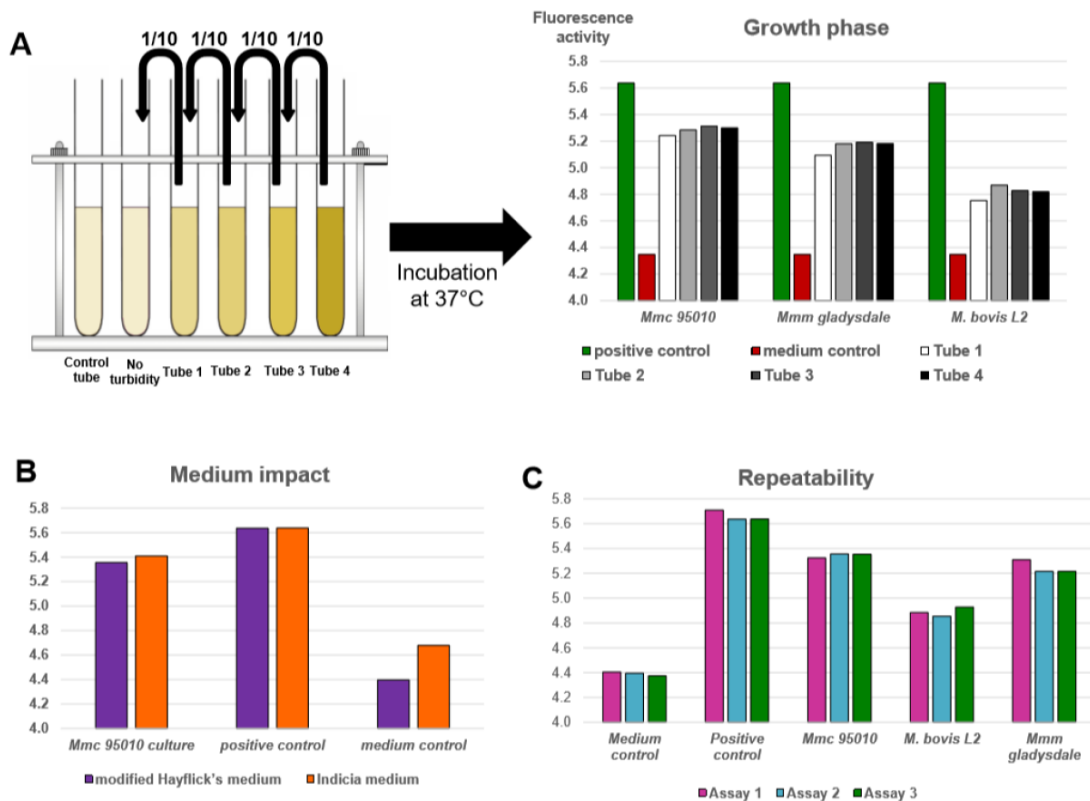 A
1/10 1/10 1/10 1/10
Control tube
No turbidity
Tube 1
Tube 2
Tube 3
Tube 4
Incubation
at 37°C
Fluorescence
activity
Growth phase
5.8
5.6
5.4
5.2
5.0
4.8
4.6
4.4
4.2
4.0
Mmc 95010
Mmm gladysdale
M. bovis L2
positive control
medium control
Tube 1
Tube 2
Tube 3
Tube 4
B
Medium impact
5.8
5.6
5.4
5.2
5.0
4.8
4.6
4.4
4.2
4.0
Mmc 95010 culture
positive control
medium control
modified Hayflick's medium
Indicia medium
C
Repeatability
5.8
5.6
5.4
5.2
5.0
4.8
4.6
4.4
4.2
4.0
Medium
control
Positive
control
Mmc 95010
M. bovis L2
Mmm
gladysdale
Assay 1
Assay 2
Assay 3